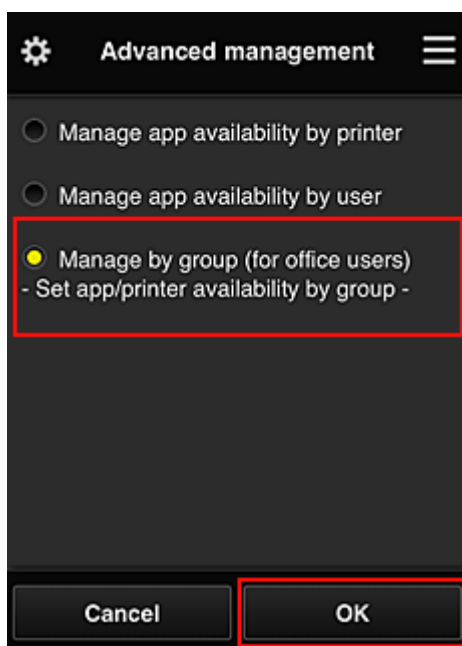 Advanced management
Manage app availability by printer
Manage app availability by user
Manage by group (for office users)
- Set app/printer availability by group -
Cancel
OK